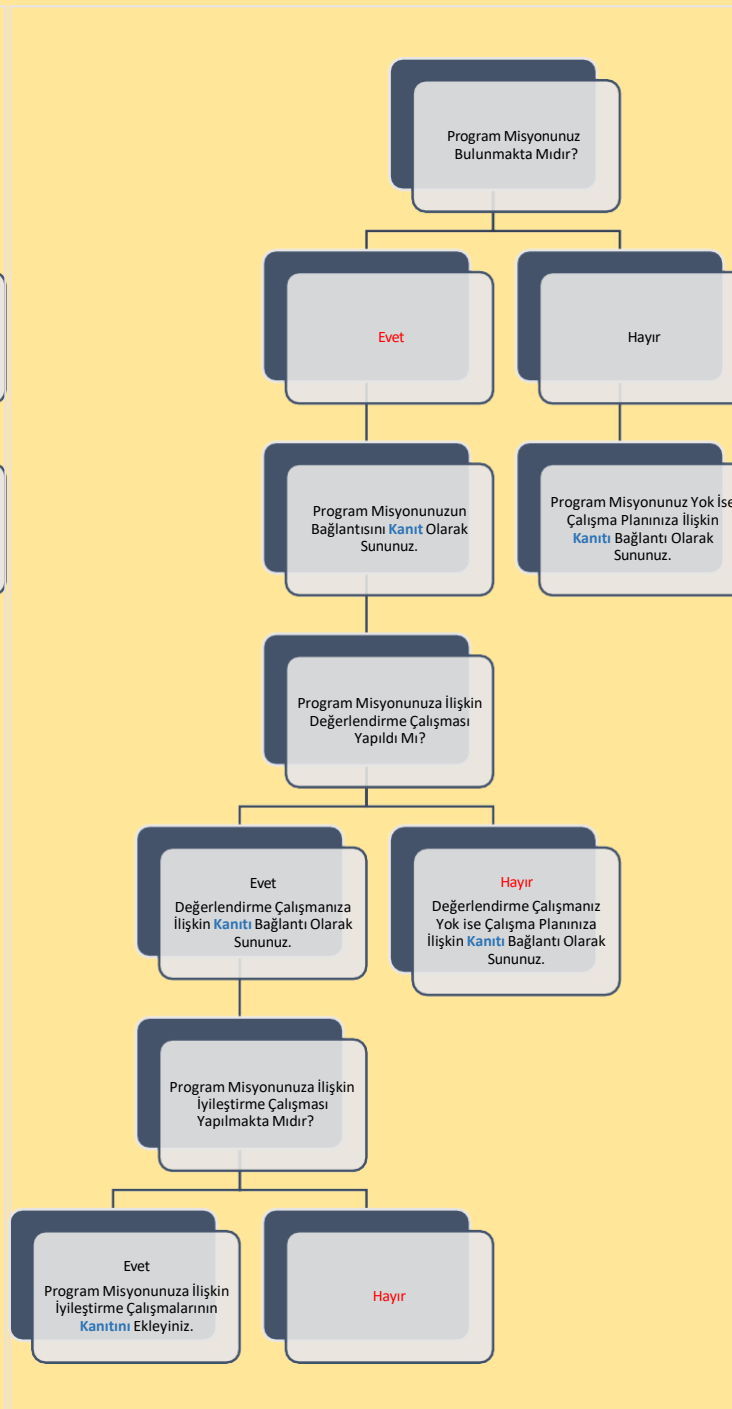 Program Misyonunuz
Bulunmakta Mıdır?
Evet
Hayır
Program Misyonunuzun
Bağlantısını Kanıt Olarak
Sununuz.
Program Misyonunuz Yok İse
Çalışma Planınıza İlişkin
Kanıtı Bağlantı Olarak
Sununuz.
Program Misyonunuza İlişkin
Değerlendirme Çalışması
Yapıldı Mı?
Evet
Değerlendirme Çalışmanıza
İlişkin Kanıtı Bağlantı Olarak
Sununuz.
Hayır
Değerlendirme Çalışmanız
Yok ise Çalışma Planınıza
İlişkin Kanıtı Bağlantı Olarak
Sununuz.
Program Misyonunuza İlişkin
İyileştirme Çalışması
Yapılmakta Mıdır?
Evet
Program Misyonunuza İlişkin
İyileştirme Çalışmalarının
Kanıtını Ekleyiniz.
Hayır